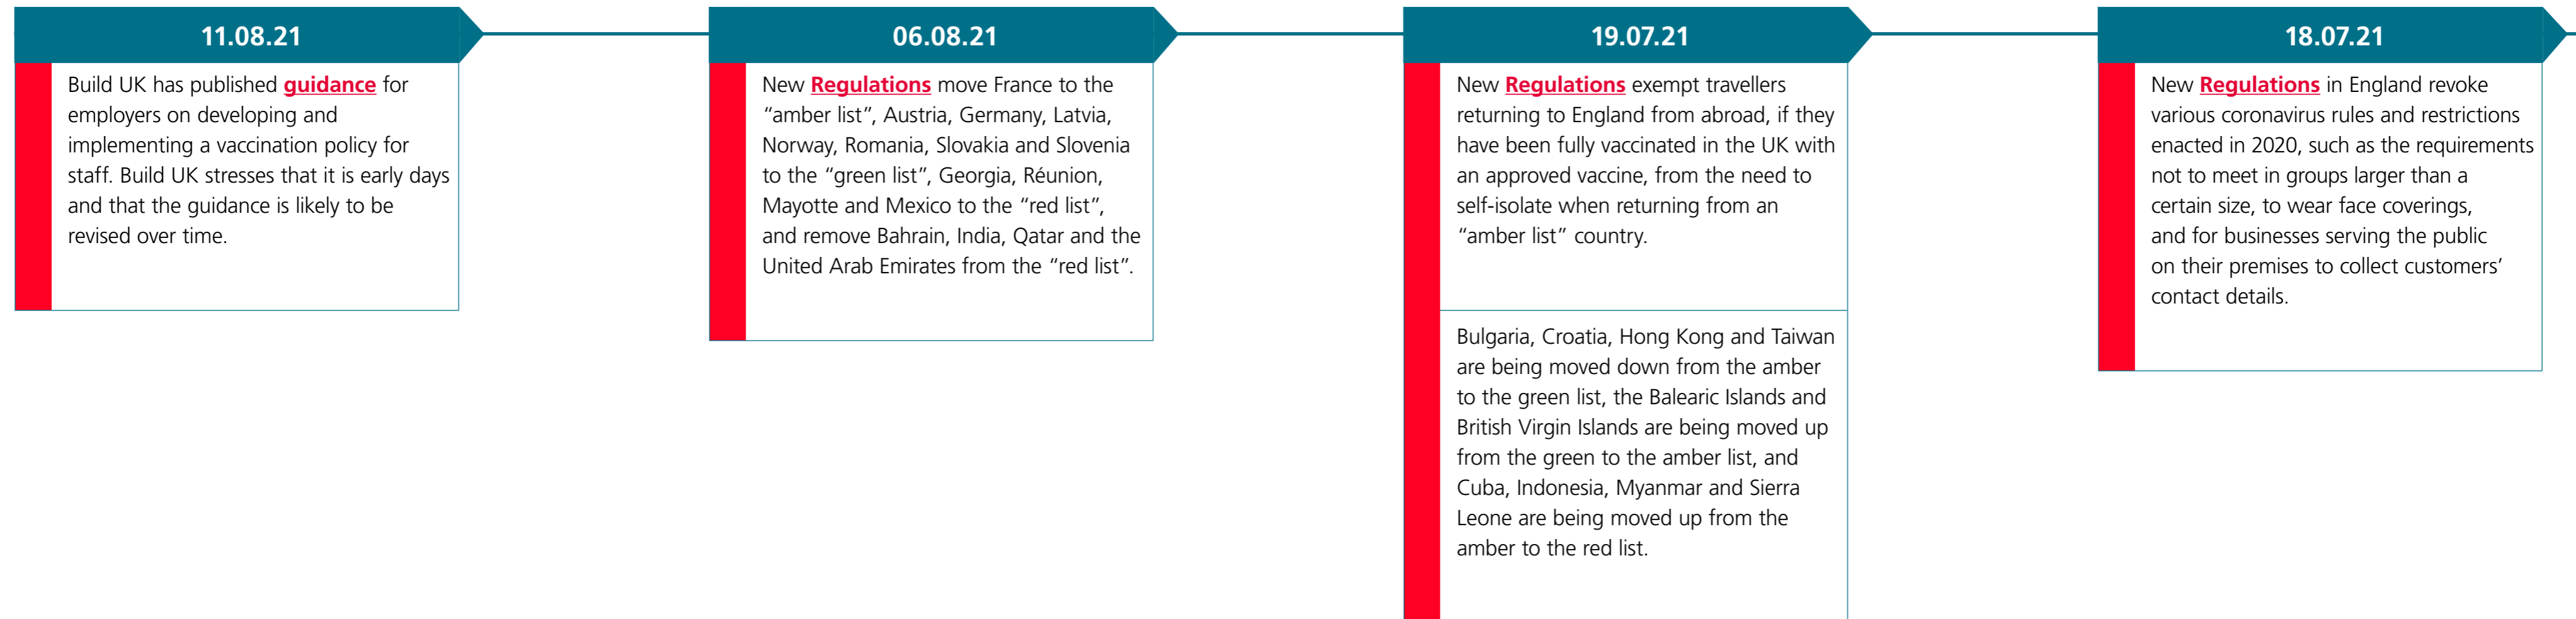 11.08.21
Build UK has published guidance for
employers on developing and
implementing a vaccination policy for
staff. Build UK stresses that it is early days
and that the guidance is likely to be
revised over time.
06.08.21
New Regulations move France to the
“amber list”, Austria, Germany, Latvia,
Norway, Romania, Slovakia and Slovenia
to the “green list”, Georgia, Réunion,
Mayotte and Mexico to the “red list”,
and remove Bahrain, India, Qatar and the
United Arab Emirates from the “red list”.
19.07.21
New Regulations exempt travellers
returning to England from abroad, if they
have been fully vaccinated in the UK with
an approved vaccine, from the need to
self-isolate when returning from an
“amber list” country.
Bulgaria, Croatia, Hong Kong and Taiwan
are being moved down from the amber
to the green list, the Balearic Islands and
British Virgin Islands are being moved up
from the green to the amber list, and
Cuba, Indonesia, Myanmar and Sierra
Leone are being moved up from the
amber to the red list.
18.07.21
New Regulations in England revoke
various coronavirus rules and restrictions
enacted in 2020, such as the requirements
not to meet in groups larger than a
certain size, to wear face coverings,
and for businesses serving the public
on their premises to collect customers’
contact details.